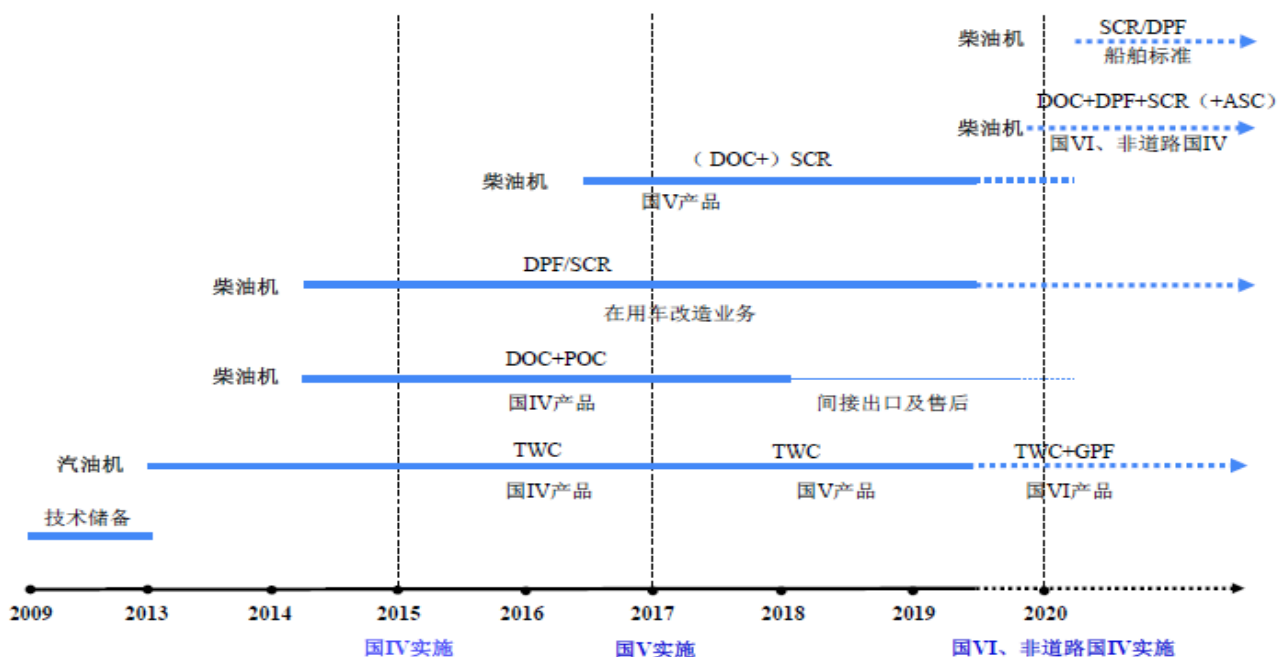 柴油机
SCR/DPF
船舶标准
DOC+DPF+SCR（+ASC）
柴油机
国VI、非道路国IV
（ DOC+）SCR
柴油机
国V产品
DPF/SCR
柴油机
在用车改造业务
DOC+POC
柴油机
国IV产品
间接出口及售后
TWC
TWC
TWC+GPF
汽油机
国IV产品
国V产品
国VI产品
技术储备
2009
2013
2014
2015
2016
2017
2018
2019
2020
国IV实施
国V实施
国VI、非道路国IV实施